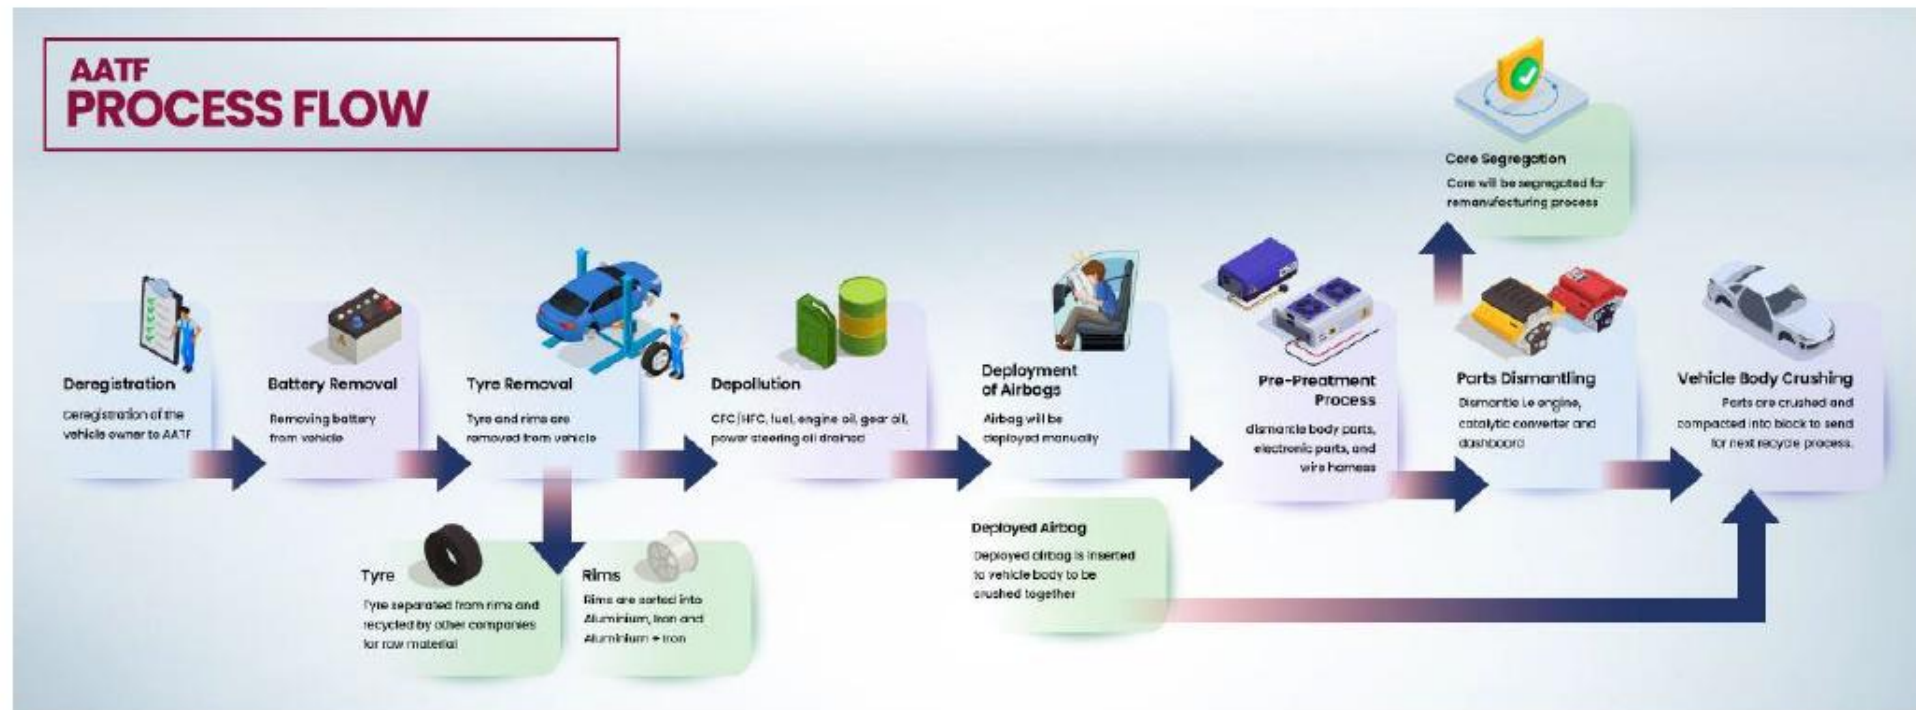 AATF
PROCESS FLOW
Core Segregation
Core will be segregated for
remanufacturing process
Deregistration
Deregistration of the
vehicle owner to AATF
Battery Removal
Removing battery
from vehicle
Tyre Removal
Tyre and rims are
removed from vehicle
Depollution
CFC/HFC, fuel, engine oil, gear oil,
power steering oil drained
Deployment
of Airbags
Airbag will be
deployed manually
Pre-Preatment
Process
dismantle body parts,
electronic parts, and
wire harness
Parts Dismantling
Dismantle i.e engine,
catalytic converter and
dashboard
Vehicle Body Crushing
Parts are crushed and
compacted into block to send
for next recycle process.
Tyre
Tyre separated from rims and
recycled by other companies
for raw material
Rims
Rims are sorted into
Aluminium, Iron and
Aluminium + Iron
Deployed Airbag
Deployed airbag is inserted
to vehicle body to be
crushed together